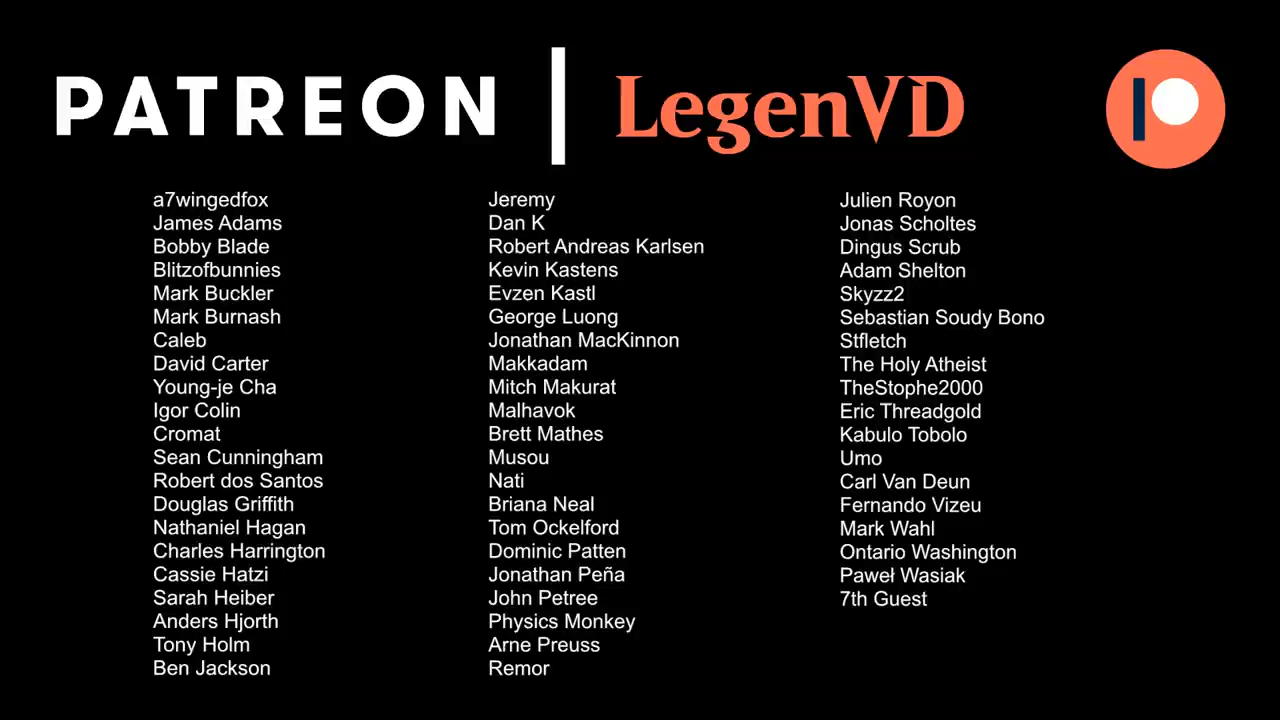 PATREON | LegenVD
a7wingedfox
James Adams
Bobby Blade
Blitzofbunnies
Mark Buckler
Mark Burnash
Caleb
David Carter
Young-je Cha
Igor Colin
Cromat
Sean Cunningham
Robert dos Santos
Douglas Griffith
Nathaniel Hagan
Charles Harrington
Cassie Hatzi
Sarah Heiber
Anders Hjorth
Tony Holm
Ben Jackson
Jeremy
Dan K
Robert Andreas Karlsen
Kevin Kastens
Evzen Kastl
George Luong
Jonathan MacKinnon
Makkadam
Mitch Makurat
Malhavok
Brett Mathes
Musou
Nati
Briana Neal
Tom Ockelford
Dominic Patten
Jonathan Peña
John Petree
Physics Monkey
Arne Preuss
Remor
Julien Royon
Jonas Scholtes
Dingus Scrub
Adam Shelton
Skyzz2
Sebastian Soudy Bono
Stfletch
The Holy Atheist
TheStophe2000
Eric Threadgold
Kabulo Tobolo
Umo
Carl Van Deun
Fernando Vizeu
Mark Wahl
Ontario Washington
Paweł Wasiak
7th Guest